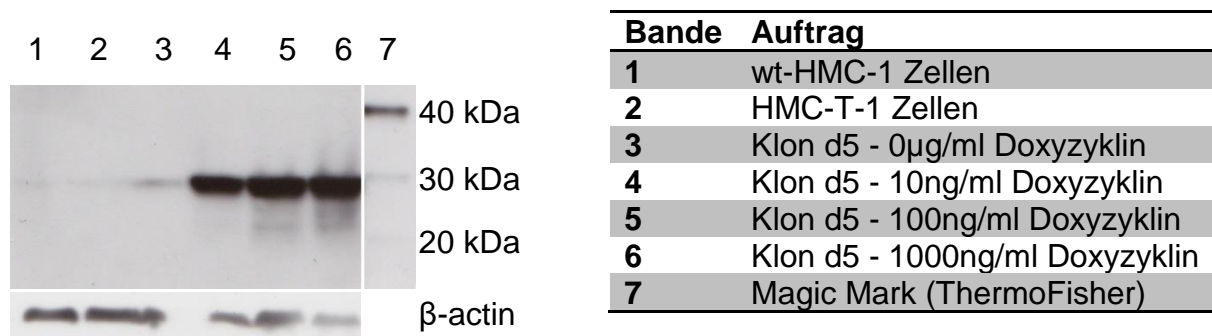 1 2 3 4 5 6 7
40 kDa
30 kDa
20 kDa
β-actin
Bande Auftrag
1 wt-HMC-1 Zellen
2 HMC-T-1 Zellen
3 Klon d5 - 0µg/ml Doxyzyklin
4 Klon d5 - 10ng/ml Doxyzyklin
5 Klon d5 - 100ng/ml Doxyzyklin
6 Klon d5 - 1000ng/ml Doxyzyklin
7 Magic Mark (ThermoFisher)